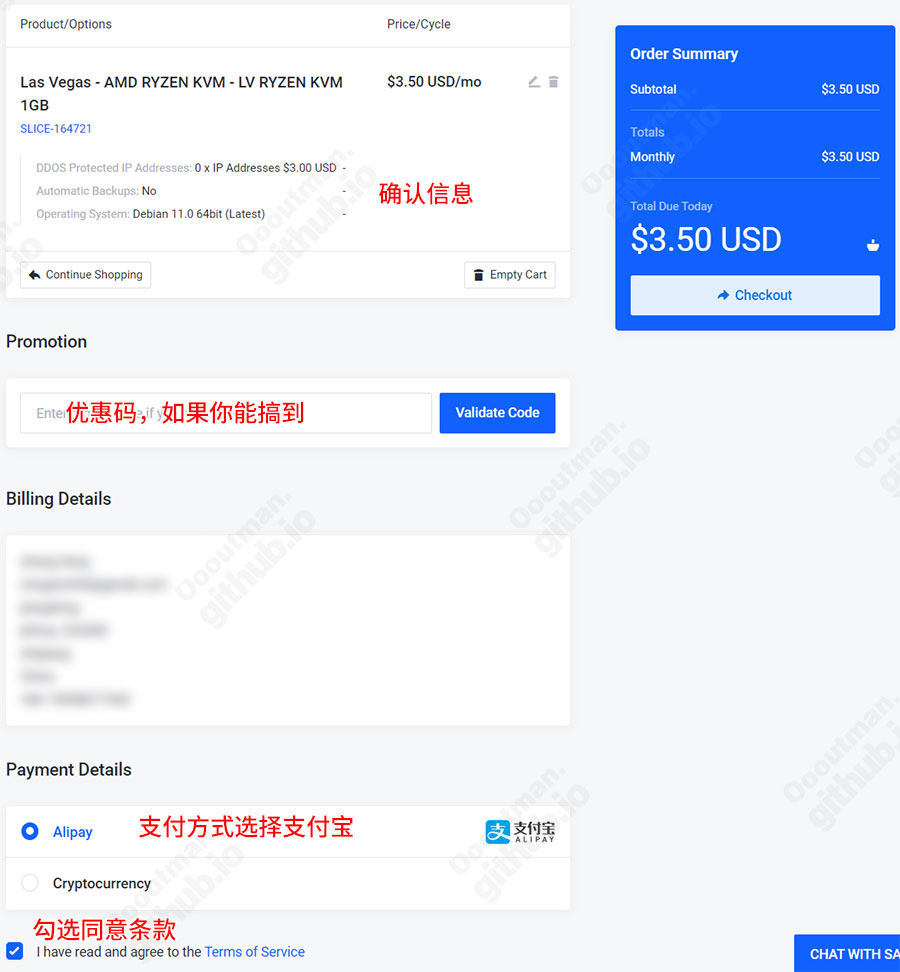 Product/Options
Price/Cycle
Las Vegas - AMD RYZEN KVM - LV RYZEN KVM
1GB
$3.50 USD/mo
SLICE-164721
DDOS Protected IP Addresses: 0 x IP Addresses $3.00 USD -
Automatic Backups: No -
Operating System: Debian 11.0 64bit (Latest) -
确认信息
Continue Shopping
Empty Cart
Order Summary
Subtotal $3.50 USD
Totals
Monthly $3.50 USD
Total Due Today
$3.50 USD
Checkout
Promotion
优惠码，如果你能搞到
Validate Code
Billing Details
Payment Details
Alipay
支付方式选择支付宝
支付宝
ALIPAY
Cryptocurrency
勾选同意条款
I have read and agree to the Terms of Service
CHAT WITH SA
Oooutman.
github.io